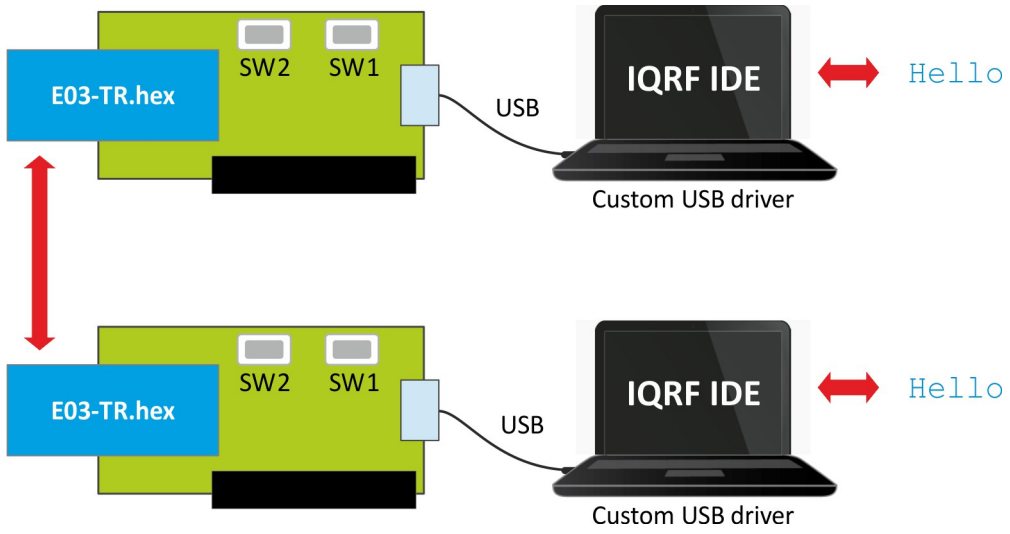 SW2 SW1
E03-TR.hex
USB
IQRF IDE
Hello
Custom USB driver
SW2 SW1
E03-TR.hex
USB
IQRF IDE
Hello
Custom USB driver